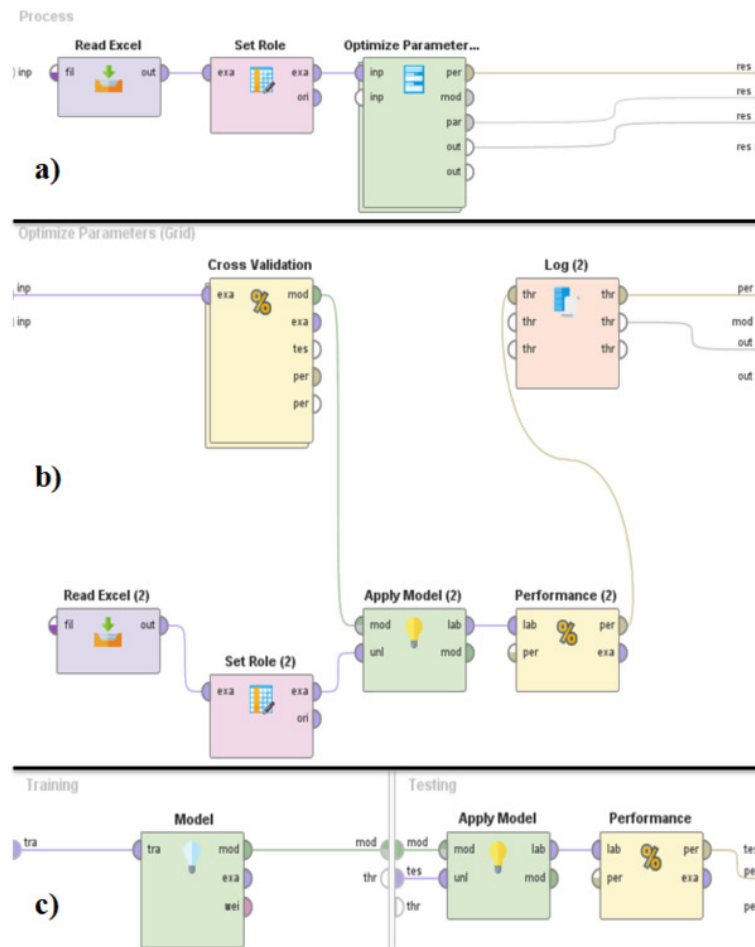 Process
Read Excel Set Role Optimize Parameter...
inp fil out exa exa inp per res
ori inp mod res
par res
out res
out
a)
Optimize Parameters (Grid)
Cross Validation Log (2)
inp exa mod thr thr per
inp exa thr thr mod
tes thr thr out
per out
per
b)
Read Excel (2) Apply Model (2) Performance (2)
fil out mod lab lab per
unl mod per exa
Set Role (2)
exa exa
ori
Training Testing
Model Apply Model Performance
tra tra mod mod mod mod lab lab per tes
exa thr tes unl mod per exa pe
wei thr pe
c)